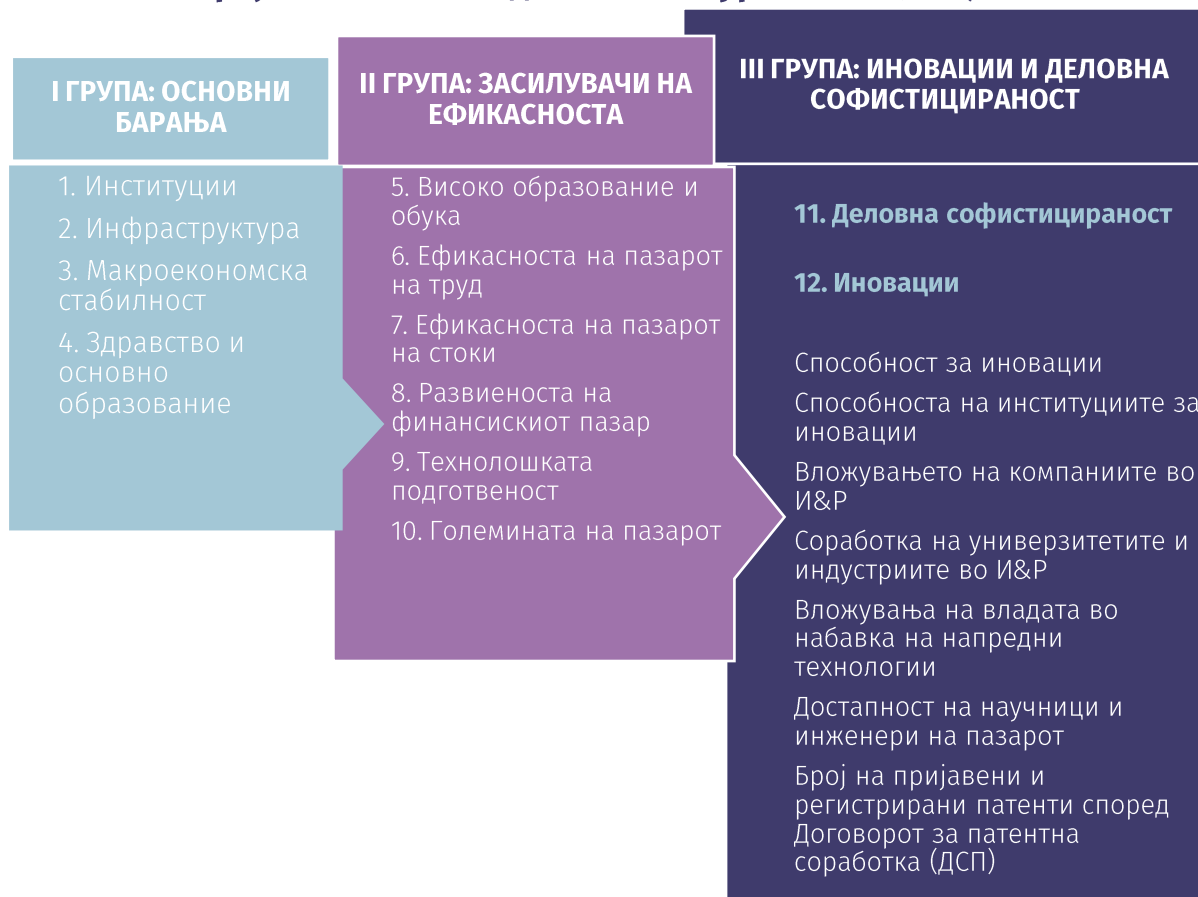 I ГРУПА: ОСНОВНИ
БАРАЊА
1. Институции
2. Инфраструктура
3. Макроекономска
стабилност
4. Здравство и
основно
образование
II ГРУПА: ЗАСИЛУВАЧИ НА
ЕФИКАСНОСТА
5. Високо образование и
обука
6. Ефикасноста на пазарот
на труд
7. Ефикасноста на пазарот
на стоки
8. Развиеноста на
финансискиот пазар
9. Технолошката
подготвеност
10. Големината на пазарот
III ГРУПА: ИНОВАЦИИ И ДЕЛОВНА
СОФИСТИЦИРАНОСТ
11. Деловна софистицираност
12. Иновации
Способност за иновации
Способноста на институциите за
иновации
Вложувањето на компаниите во
И&Р
Соработка на универзитетите и
индустриите во И&Р
Вложувања на владата во
набавка на напредни
технологии
Достапност на научници и
инженери на пазарот
Број на пријавени и
регистрирани патенти според
Договорот за патентна
соработка (ДСП)